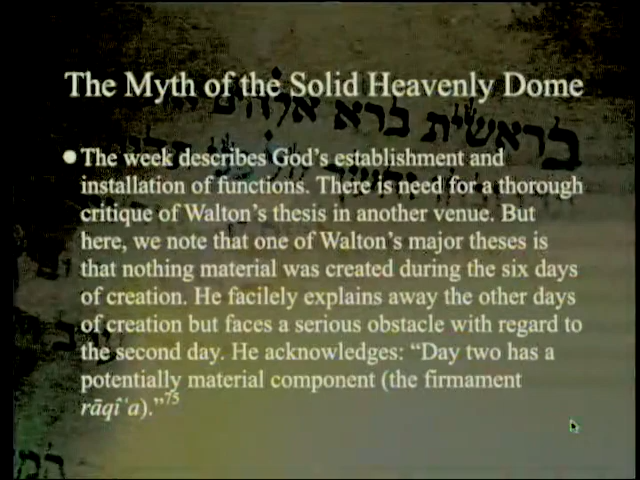 The Myth of the Solid Heavenly Dome
בראשית ברא אלהים
The week describes God's establishment and
installation of functions. There is need for a thorough
critique of Walton's thesis in another venue. But
here, we note that one of Walton's major theses is
that nothing material was created during the six days
of creation. He facilely explains away the other days
of creation but faces a serious obstacle with regard to
the second day. He acknowledges: “Day two has a
potentially material component (the firmament
rāqîʿa).”75